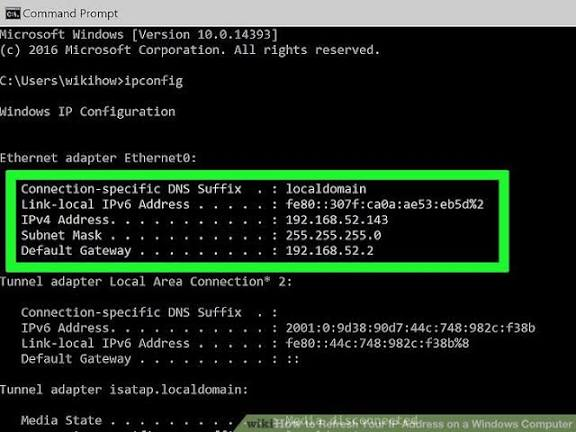 Command Prompt
Microsoft Windows [Version 10.0.14393]
(c) 2016 Microsoft Corporation. All rights reserved.
C:\Users\wikihow>ipconfig
Windows IP Configuration
Ethernet adapter Ethernet0:
Connection-specific DNS Suffix . : localdomain
Link-local IPv6 Address . . . . . : fe80::307f:ca0a:ae53:eb5d%2
IPv4 Address. . . . . . . . . . . : 192.168.52.143
Subnet Mask . . . . . . . . . . . : 255.255.255.0
Default Gateway . . . . . . . . . : 192.168.52.2
Tunnel adapter Local Area Connection* 2:
Connection-specific DNS Suffix . :
IPv6 Address. . . . . . . . . . . : 2001:0:9d38:90d7:44c:748:982c:f38b
Link-local IPv6 Address . . . . . : fe80::44c:748:982c:f38b%8
Default Gateway . . . . . . . . . : ::
Tunnel adapter isatap.localdomain:
Media State . . . . . . . . . . . : Media disconnected
wikiHow to Refresh Your IP Address on a Windows Computer